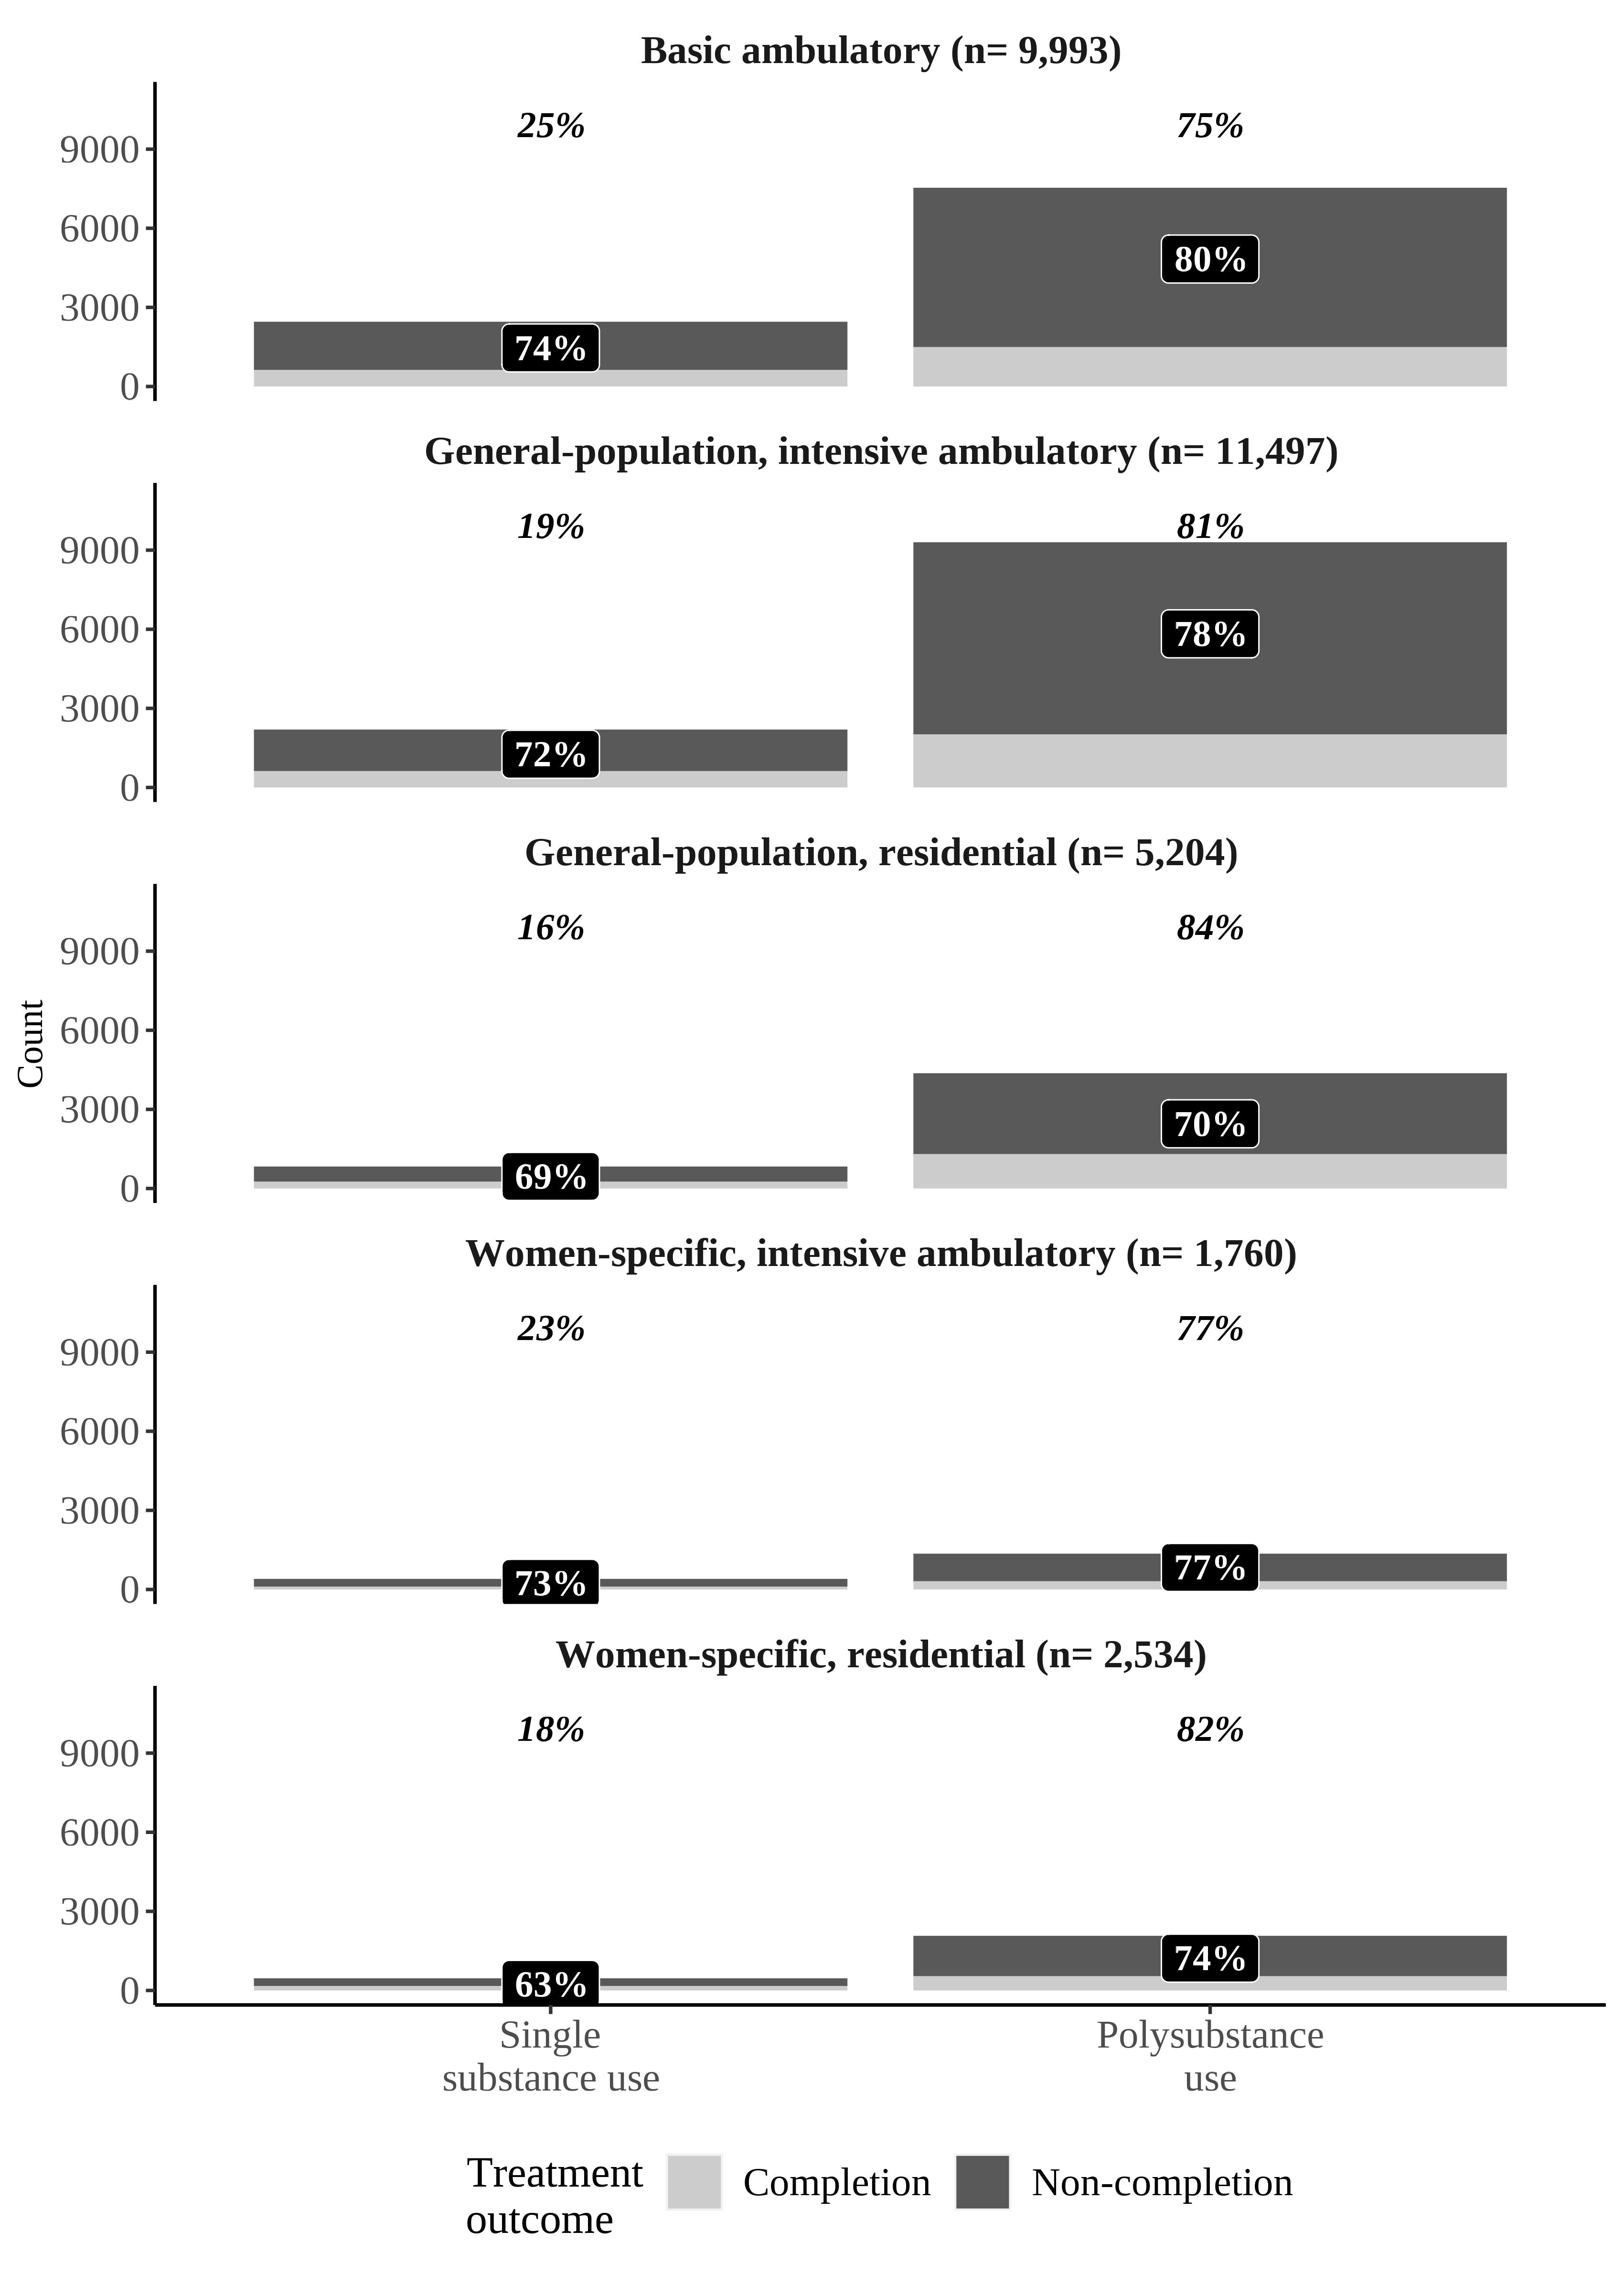 Basic ambulatory (n= 9,993)
25%
75%
9000
6000
3000
0
74%
80%
General-population, intensive ambulatory (n= 11,497)
19%
81%
9000
6000
3000
0
72%
78%
General-population, residential (n= 5,204)
16%
84%
9000
6000
3000
0
69%
70%
Count
Women-specific, intensive ambulatory (n= 1,760)
23%
77%
9000
6000
3000
0
73%
77%
Women-specific, residential (n= 2,534)
18%
82%
9000
6000
3000
0
63%
74%
Single
substance use
Polysubstance
use
Treatment
outcome
Completion
Non-completion